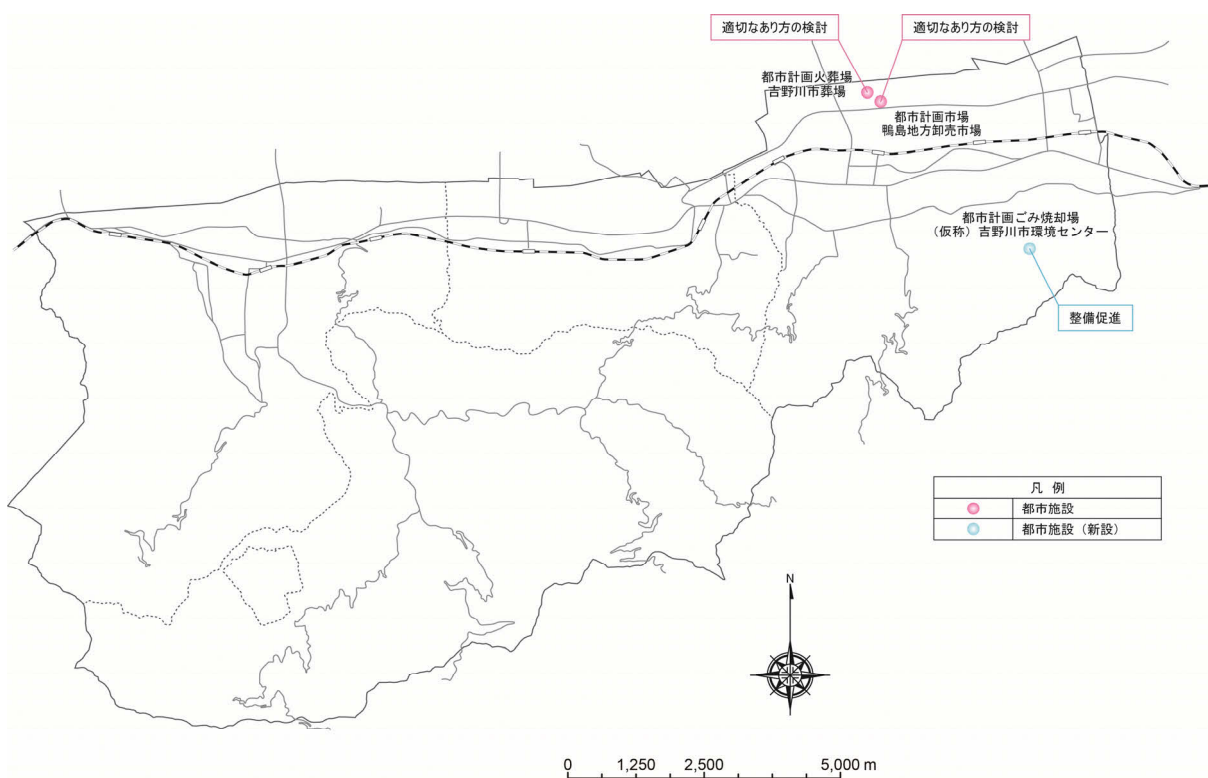 適切なあり方の検討
適切なあり方の検討
都市計画火葬場
吉野川市葬場
都市計画市場
鴨島地方卸売市場
都市計画ごみ焼却場
（仮称）吉野川市環境センター
整備促進
凡 例
都市施設
都市施設（新設）
N
0 1,250 2,500 5,000 m